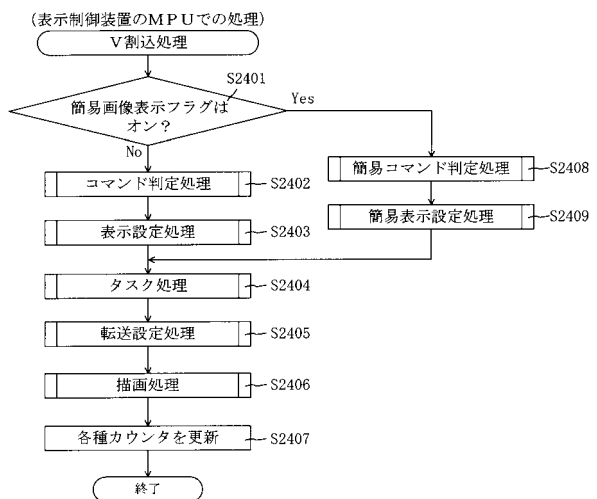 (表示制御装置のMPUでの処理)
V割込処理
S2401
簡易画像表示フラグは
オン?
Yes
No
簡易コマンド判定処理
S2408
コマンド判定処理
S2402
簡易表示設定処理
S2409
表示設定処理
S2403
タスク処理
S2404
転送設定処理
S2405
描画処理
S2406
各種カウンタを更新
S2407
終了